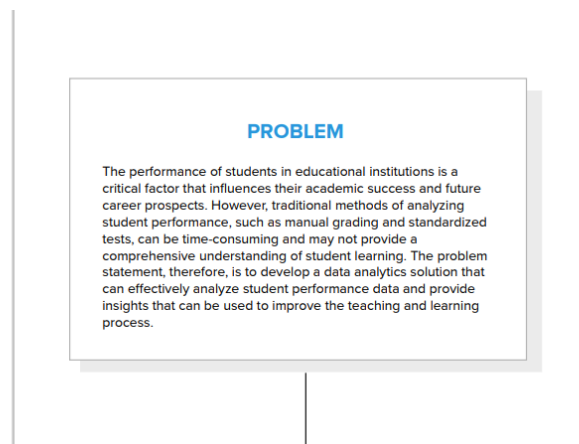 PROBLEM
The performance of students in educational institutions is a
critical factor that influences their academic success and future
career prospects. However, traditional methods of analyzing
student performance, such as manual grading and standardized
tests, can be time-consuming and may not provide a
comprehensive understanding of student learning. The problem
statement, therefore, is to develop a data analytics solution that
can effectively analyze student performance data and provide
insights that can be used to improve the teaching and learning
process.